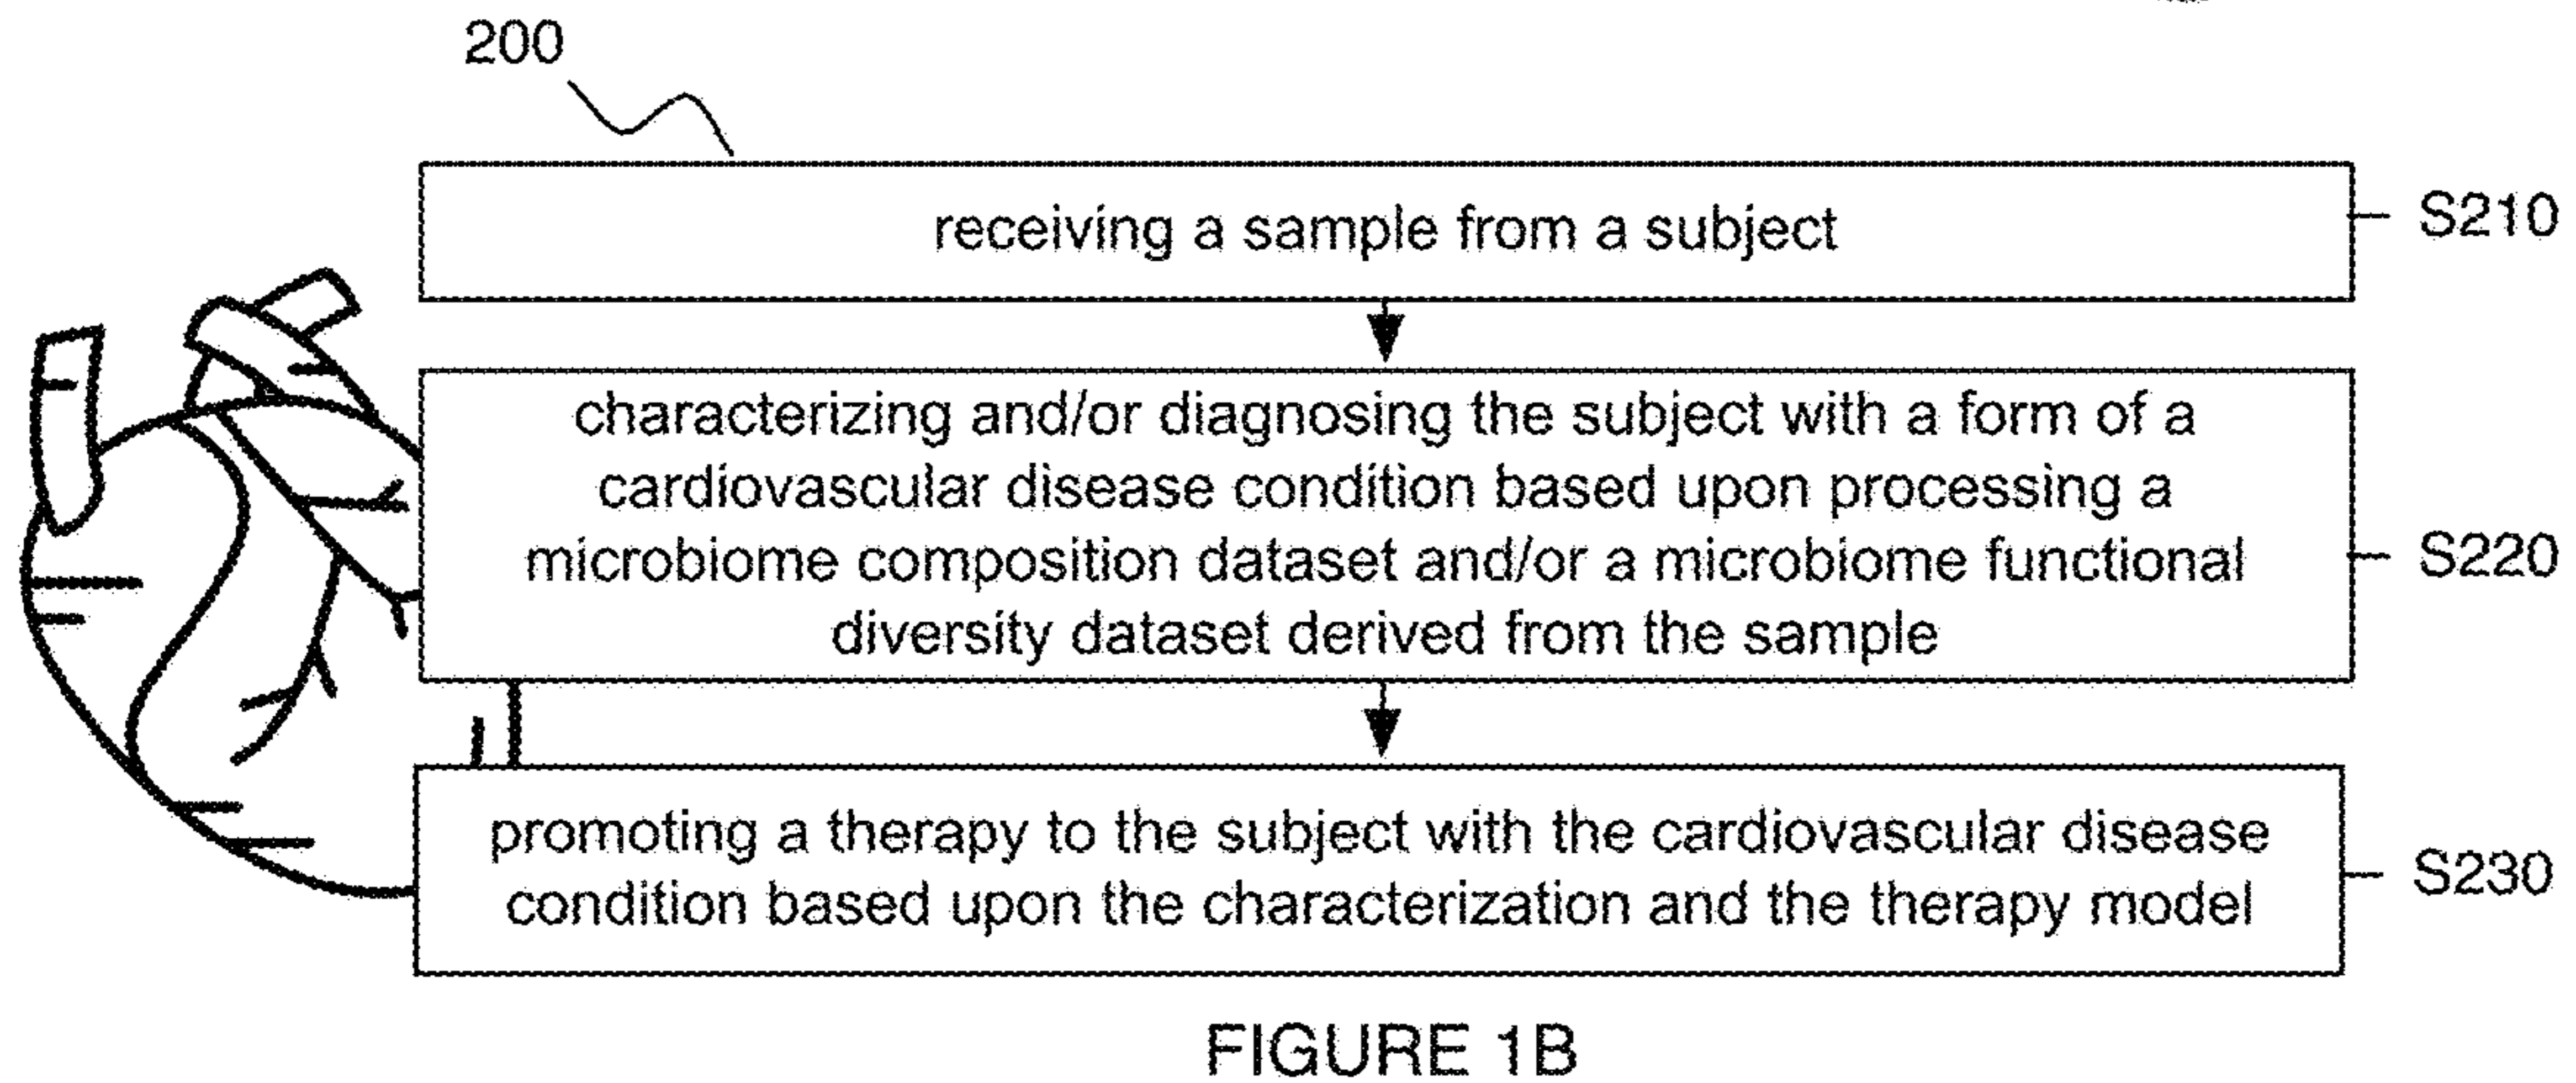 200
receiving a sample from a subject
S210
characterizing and/or diagnosing the subject with a form of a
cardiovascular disease condition based upon processing a
microbiome composition dataset and/or a microbiome functional
diversity dataset derived from the sample
S220
promoting a therapy to the subject with the cardiovascular disease
condition based upon the characterization and the therapy model
S230
FIGURE 1B